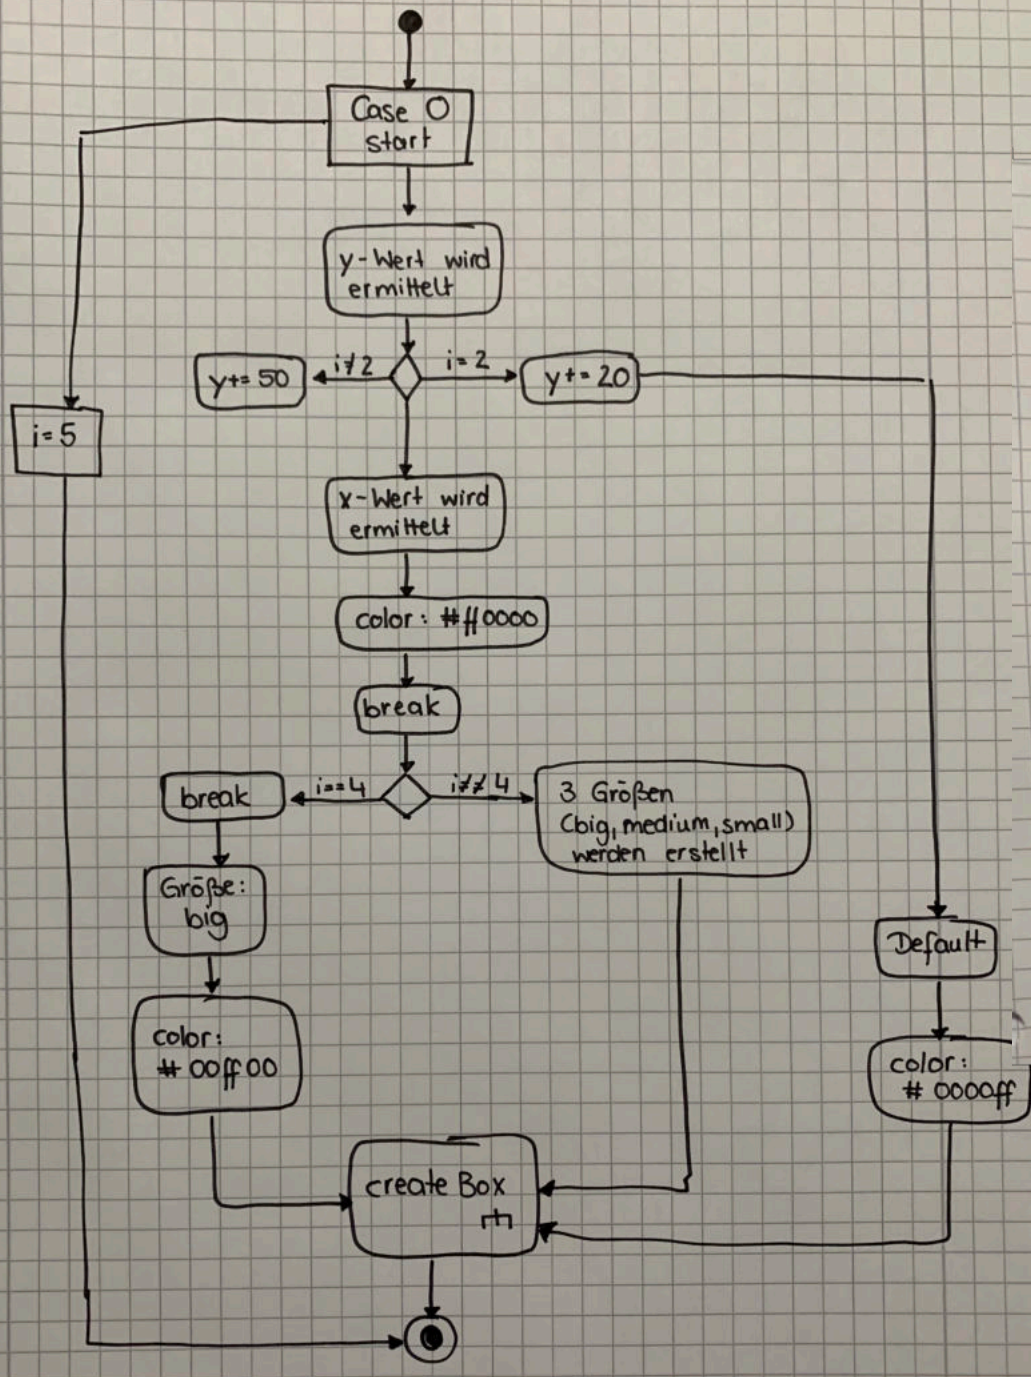 Case 0
start
y-Wert wird
ermittelt
i≠2
i=2
y+=50
y+=20
i=5
x-Wert wird
ermittelt
color: #ff0000
break
i==4
i≠≠4
break
3 Größen
(big, medium, small)
werden erstellt
Größe:
big
Default
color:
#00ff00
color:
#0000ff
create Box